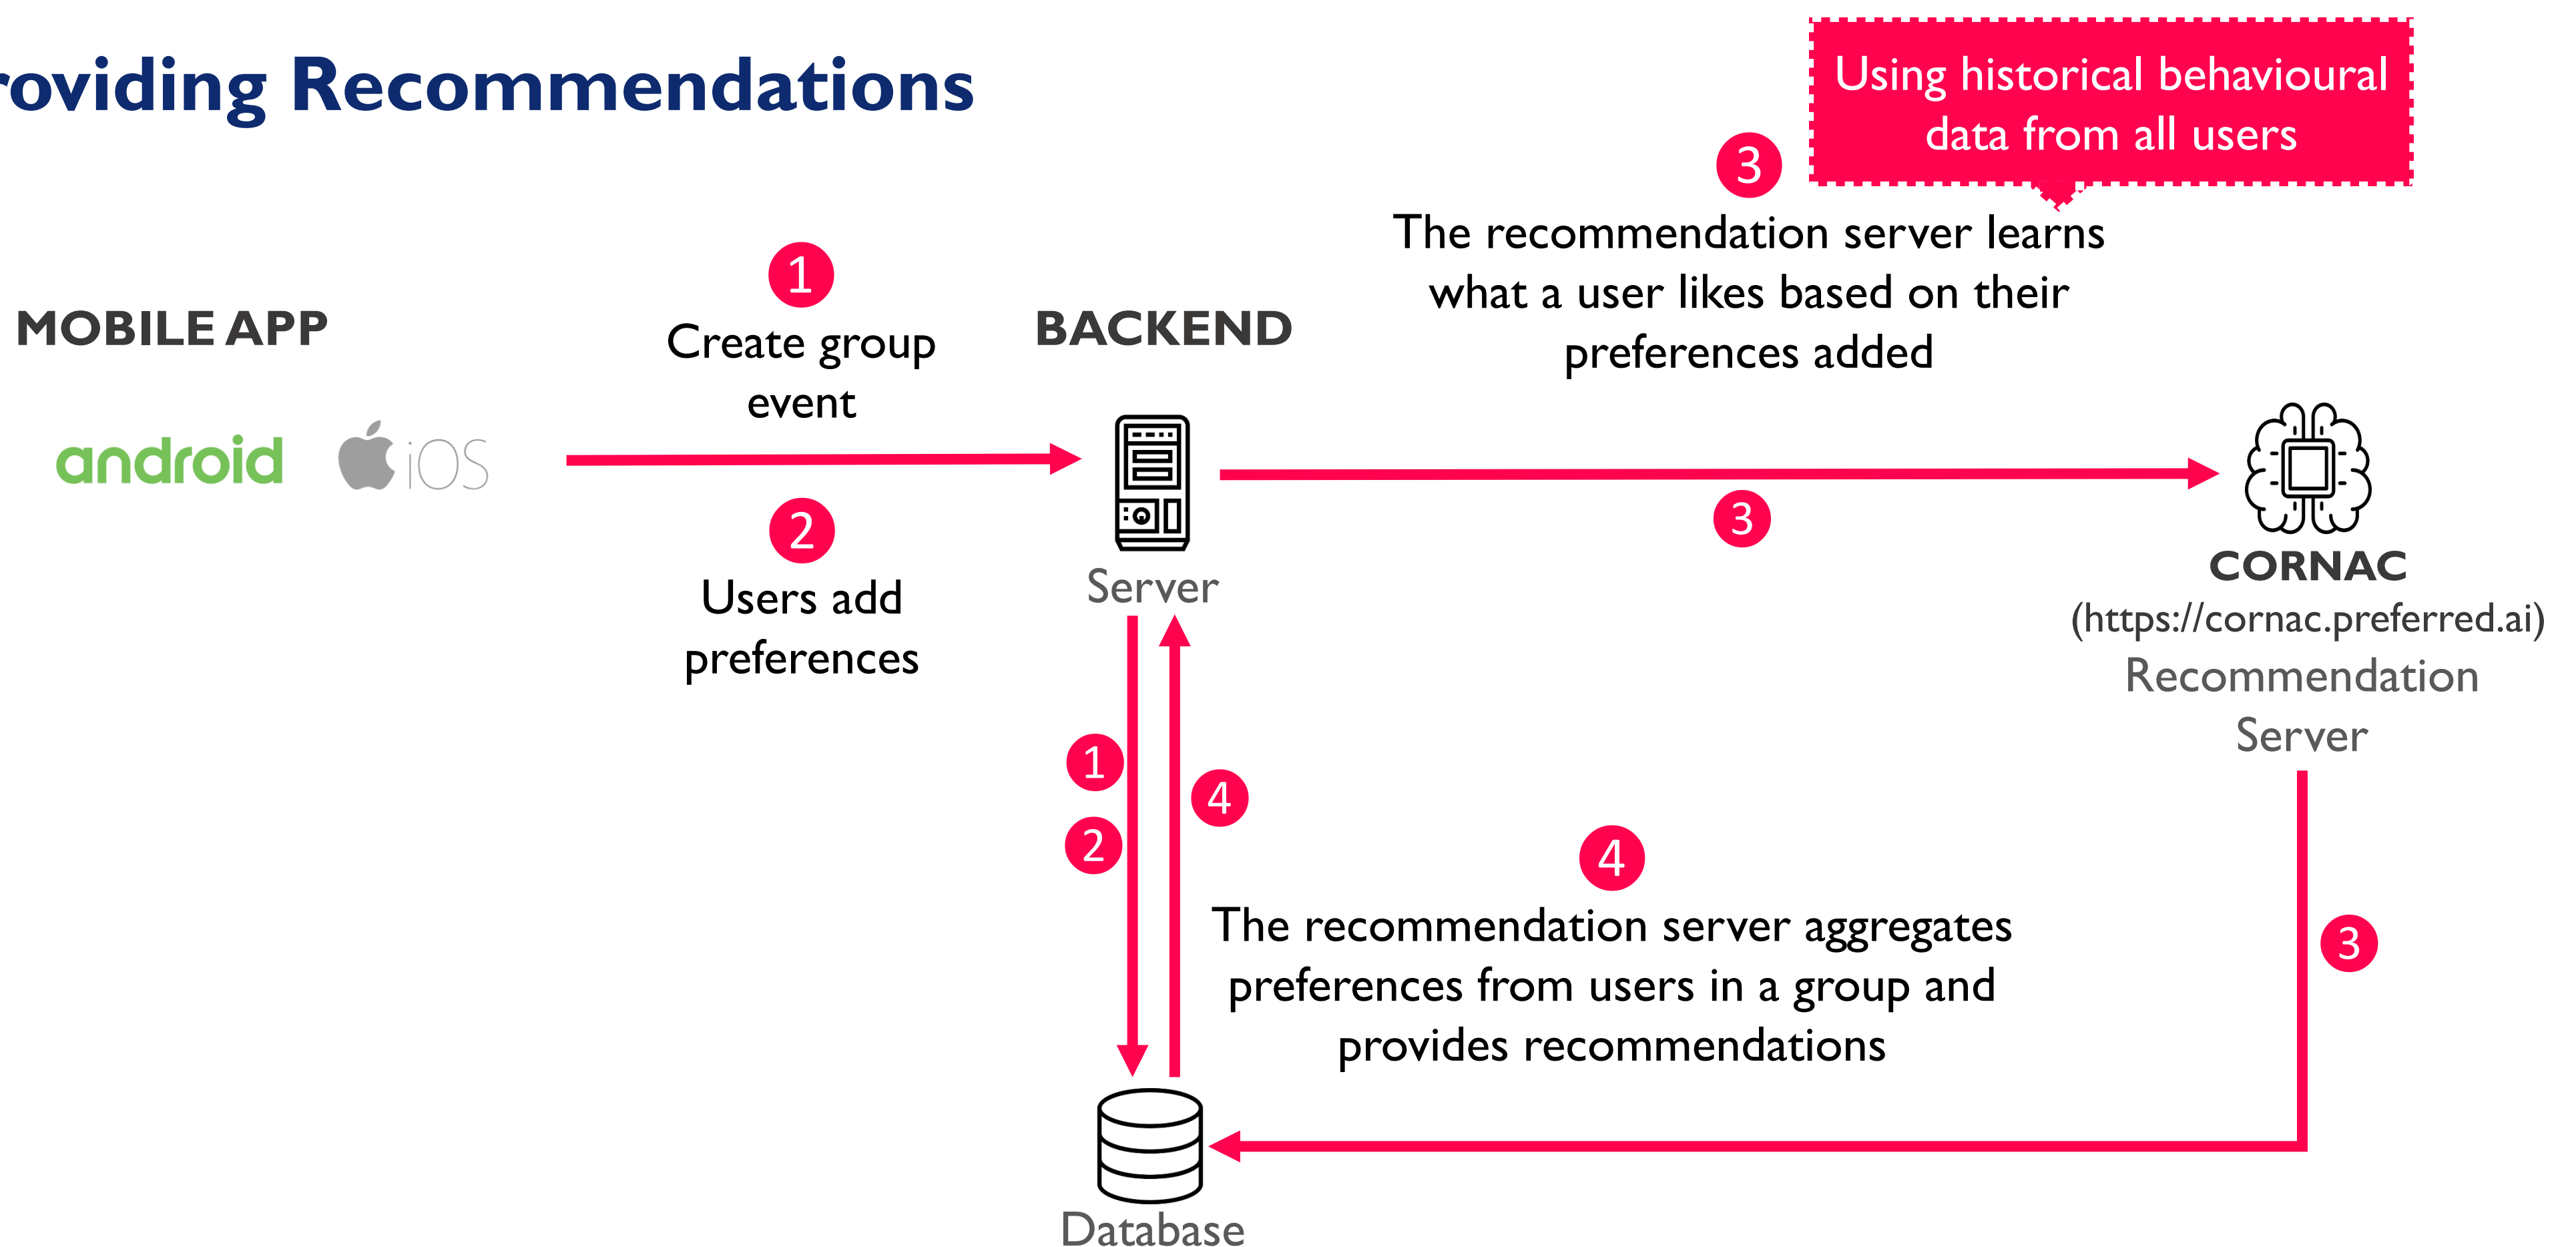 roviding Recommendations
Using historical behavioural
data from all users
3
The recommendation server learns
what a user likes based on their
preferences added
1
Create group
event
MOBILE APP
BACKEND
android
iOS
2
Users add
preferences
Server
3
CORNAC
(https://cornac.preferred.ai)
Recommendation
Server
1
2
4
4
The recommendation server aggregates
preferences from users in a group and
provides recommendations
3
Database